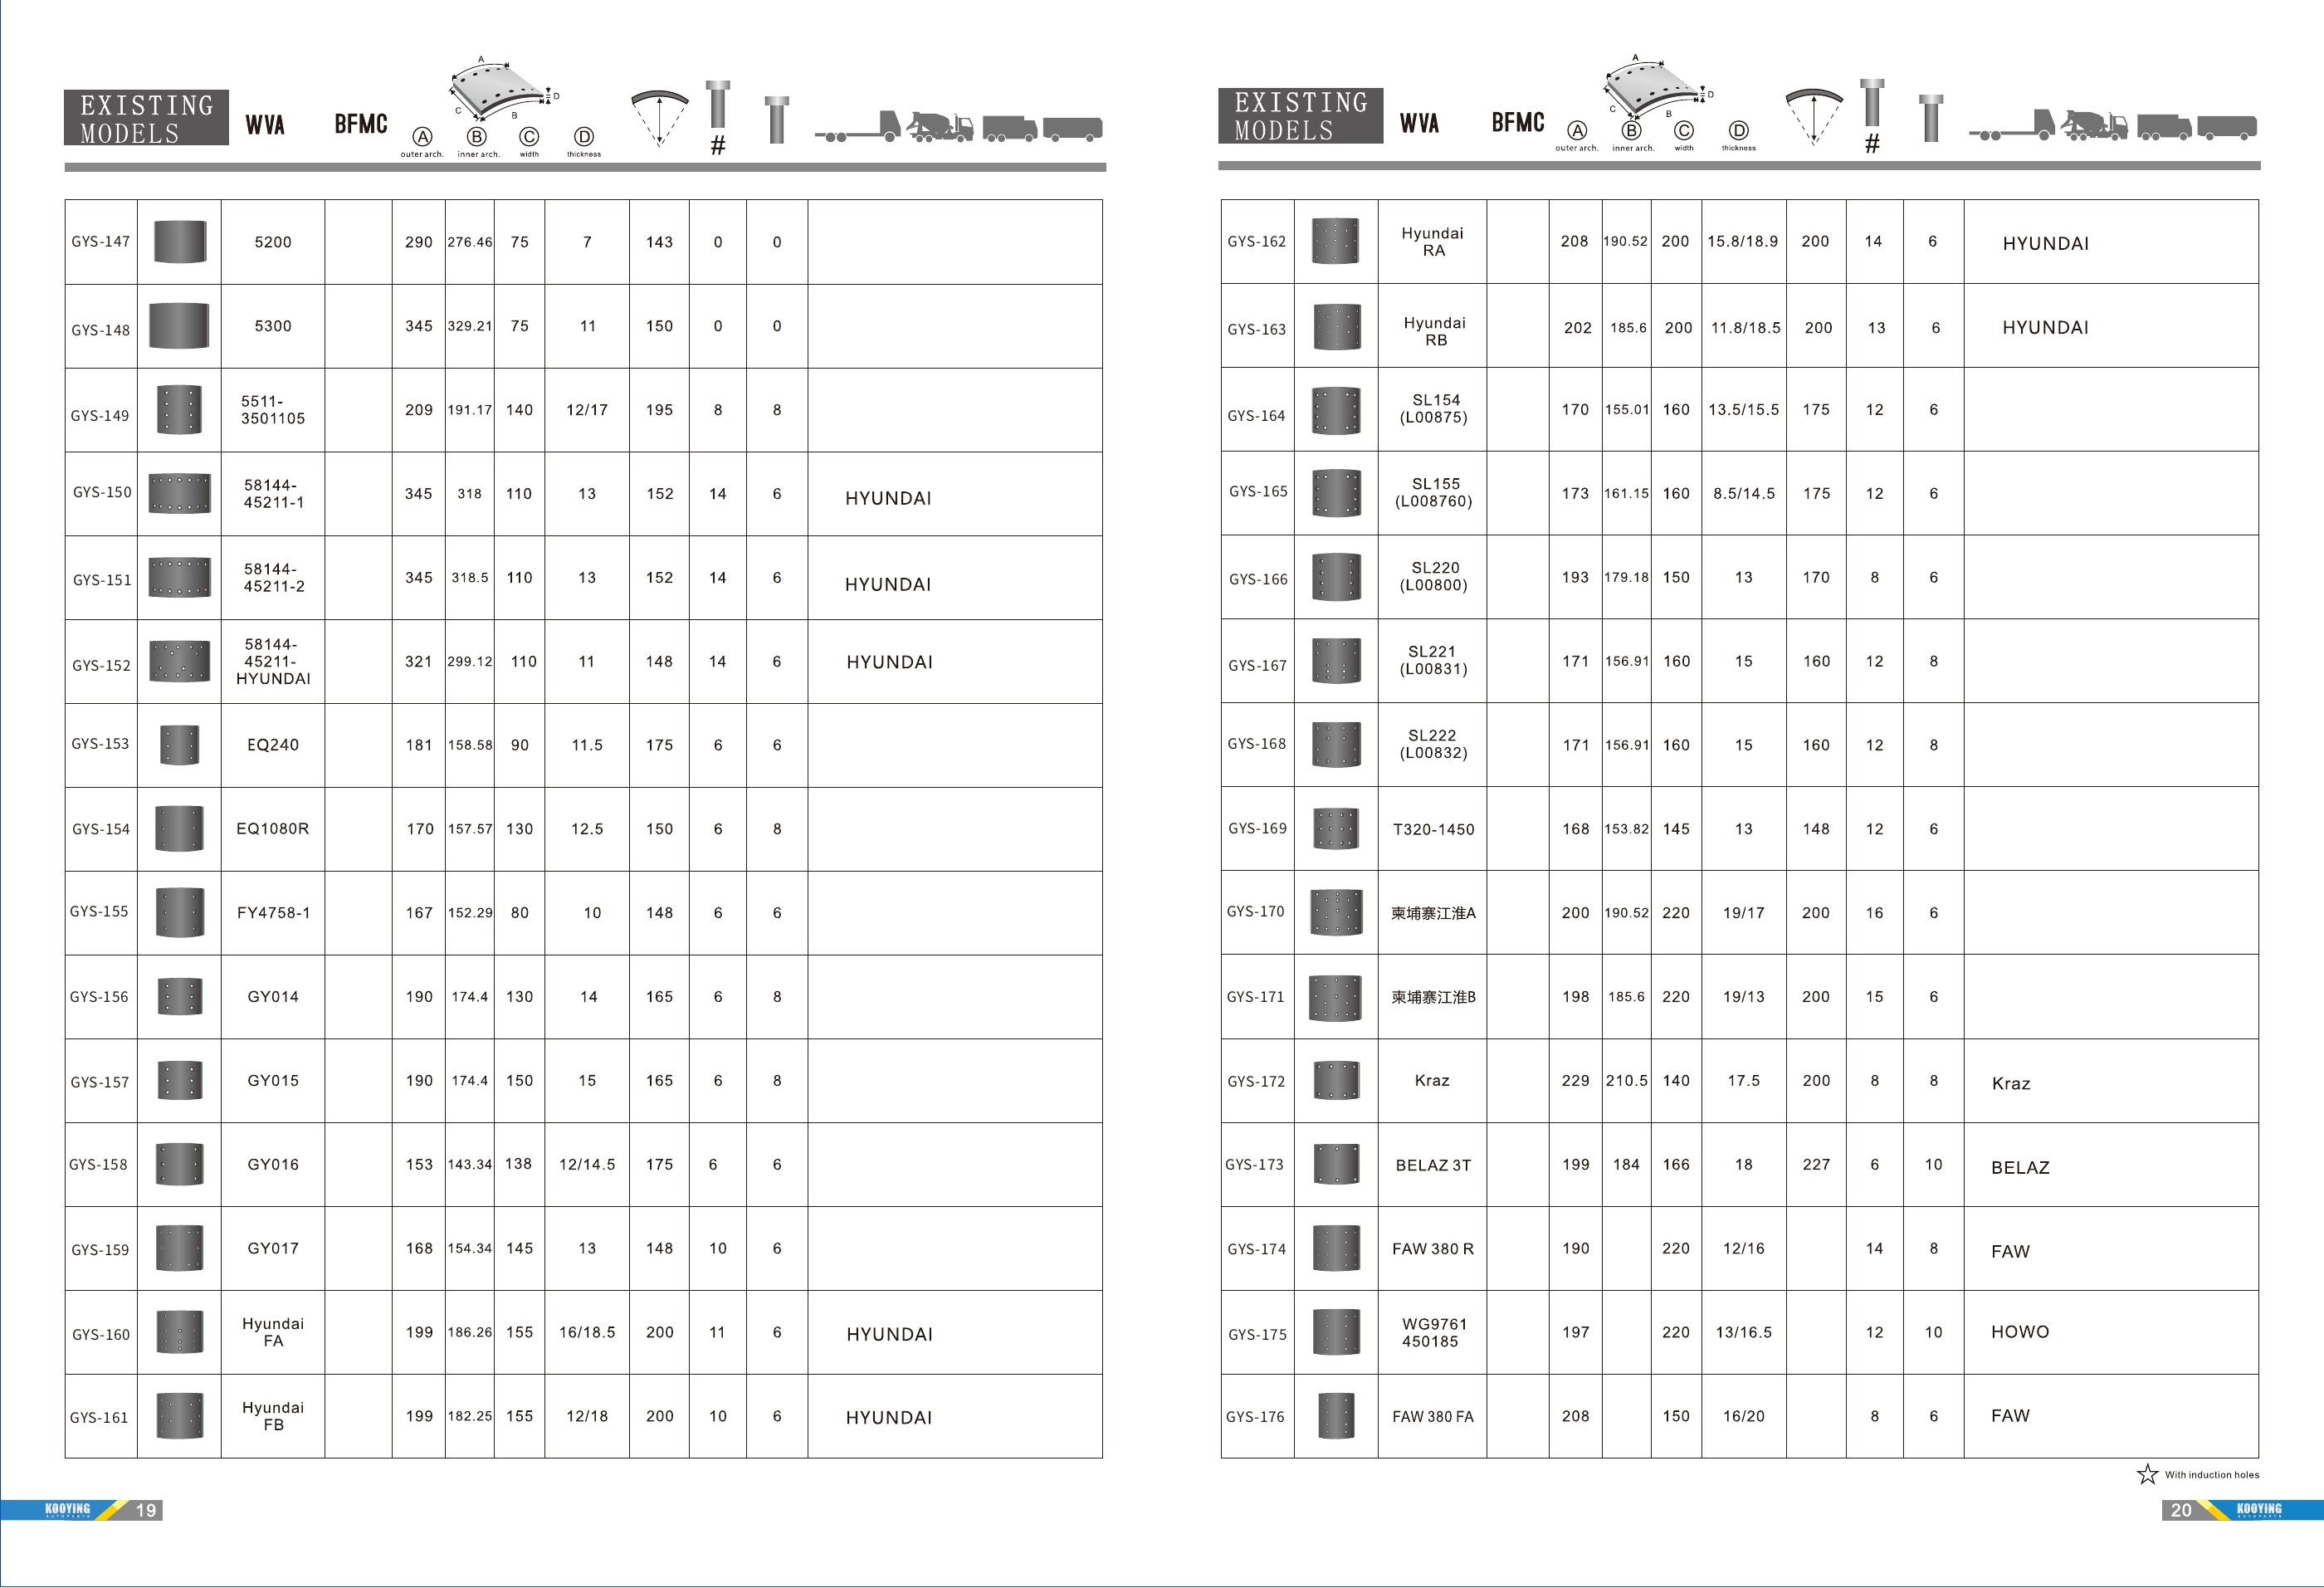 EXISTING
MODELS
WVA
BFMC
A
C
B
D
A B C D
outer arch. inner arch. width thickness
#
GYS-147 5200 290 276.46 75 7 143 0 0
GYS-148 5300 345 329.21 75 11 150 0 0
GYS-149 5511-
3501105 209 191.17 140 12/17 195 8 8
GYS-150 58144-
45211-1 345 318 110 13 152 14 6 HYUNDAI
GYS-151 58144-
45211-2 345 318.5 110 13 152 14 6 HYUNDAI
GYS-152 58144-
45211-
HYUNDAI 321 299.12 110 11 148 14 6 HYUNDAI
GYS-153 EQ240 181 158.58 90 11.5 175 6 6
GYS-154 EQ1080R 170 157.57 130 12.5 150 6 8
GYS-155 FY4758-1 167 152.29 80 10 148 6 6
GYS-156 GY014 190 174.4 130 14 165 6 8
GYS-157 GY015 190 174.4 150 15 165 6 8
GYS-158 GY016 153 143.34 138 12/14.5 175 6 6
GYS-159 GY017 168 154.34 145 13 148 10 6
GYS-160 Hyundai
FA 199 186.26 155 16/18.5 200 11 6 HYUNDAI
GYS-161 Hyundai
FB 199 182.25 155 12/18 200 10 6 HYUNDAI
KOOYING
AUTOPARTS
19
EXISTING
MODELS
WVA
BFMC
A
C
B
D
A B C D
outer arch. inner arch. width thickness
#
GYS-162 Hyundai
RA 208 190.52 200 15.8/18.9 200 14 6 HYUNDAI
GYS-163 Hyundai
RB 202 185.6 200 11.8/18.5 200 13 6 HYUNDAI
GYS-164 SL154
(L00875) 170 155.01 160 13.5/15.5 175 12 6
GYS-165 SL155
(L008760) 173 161.15 160 8.5/14.5 175 12 6
GYS-166 SL220
(L00800) 193 179.18 150 13 170 8 6
GYS-167 SL221
(L00831) 171 156.91 160 15 160 12 8
GYS-168 SL222
(L00832) 171 156.91 160 15 160 12 8
GYS-169 T320-1450 168 153.82 145 13 148 12 6
GYS-170 柬埔寨江淮A 200 190.52 220 19/17 200 16 6
GYS-171 柬埔寨江淮B 198 185.6 220 19/13 200 15 6
GYS-172 Kraz 229 210.5 140 17.5 200 8 8 Kraz
GYS-173 BELAZ 3T 199 184 166 18 227 6 10 BELAZ
GYS-174 FAW 380 R 190 220 12/16 14 8 FAW
GYS-175 WG9761
450185 197 220 13/16.5 12 10 HOWO
GYS-176 FAW 380 FA 208 150 16/20 8 6 FAW
With induction holes
20
KOOYING
AUTOPARTS